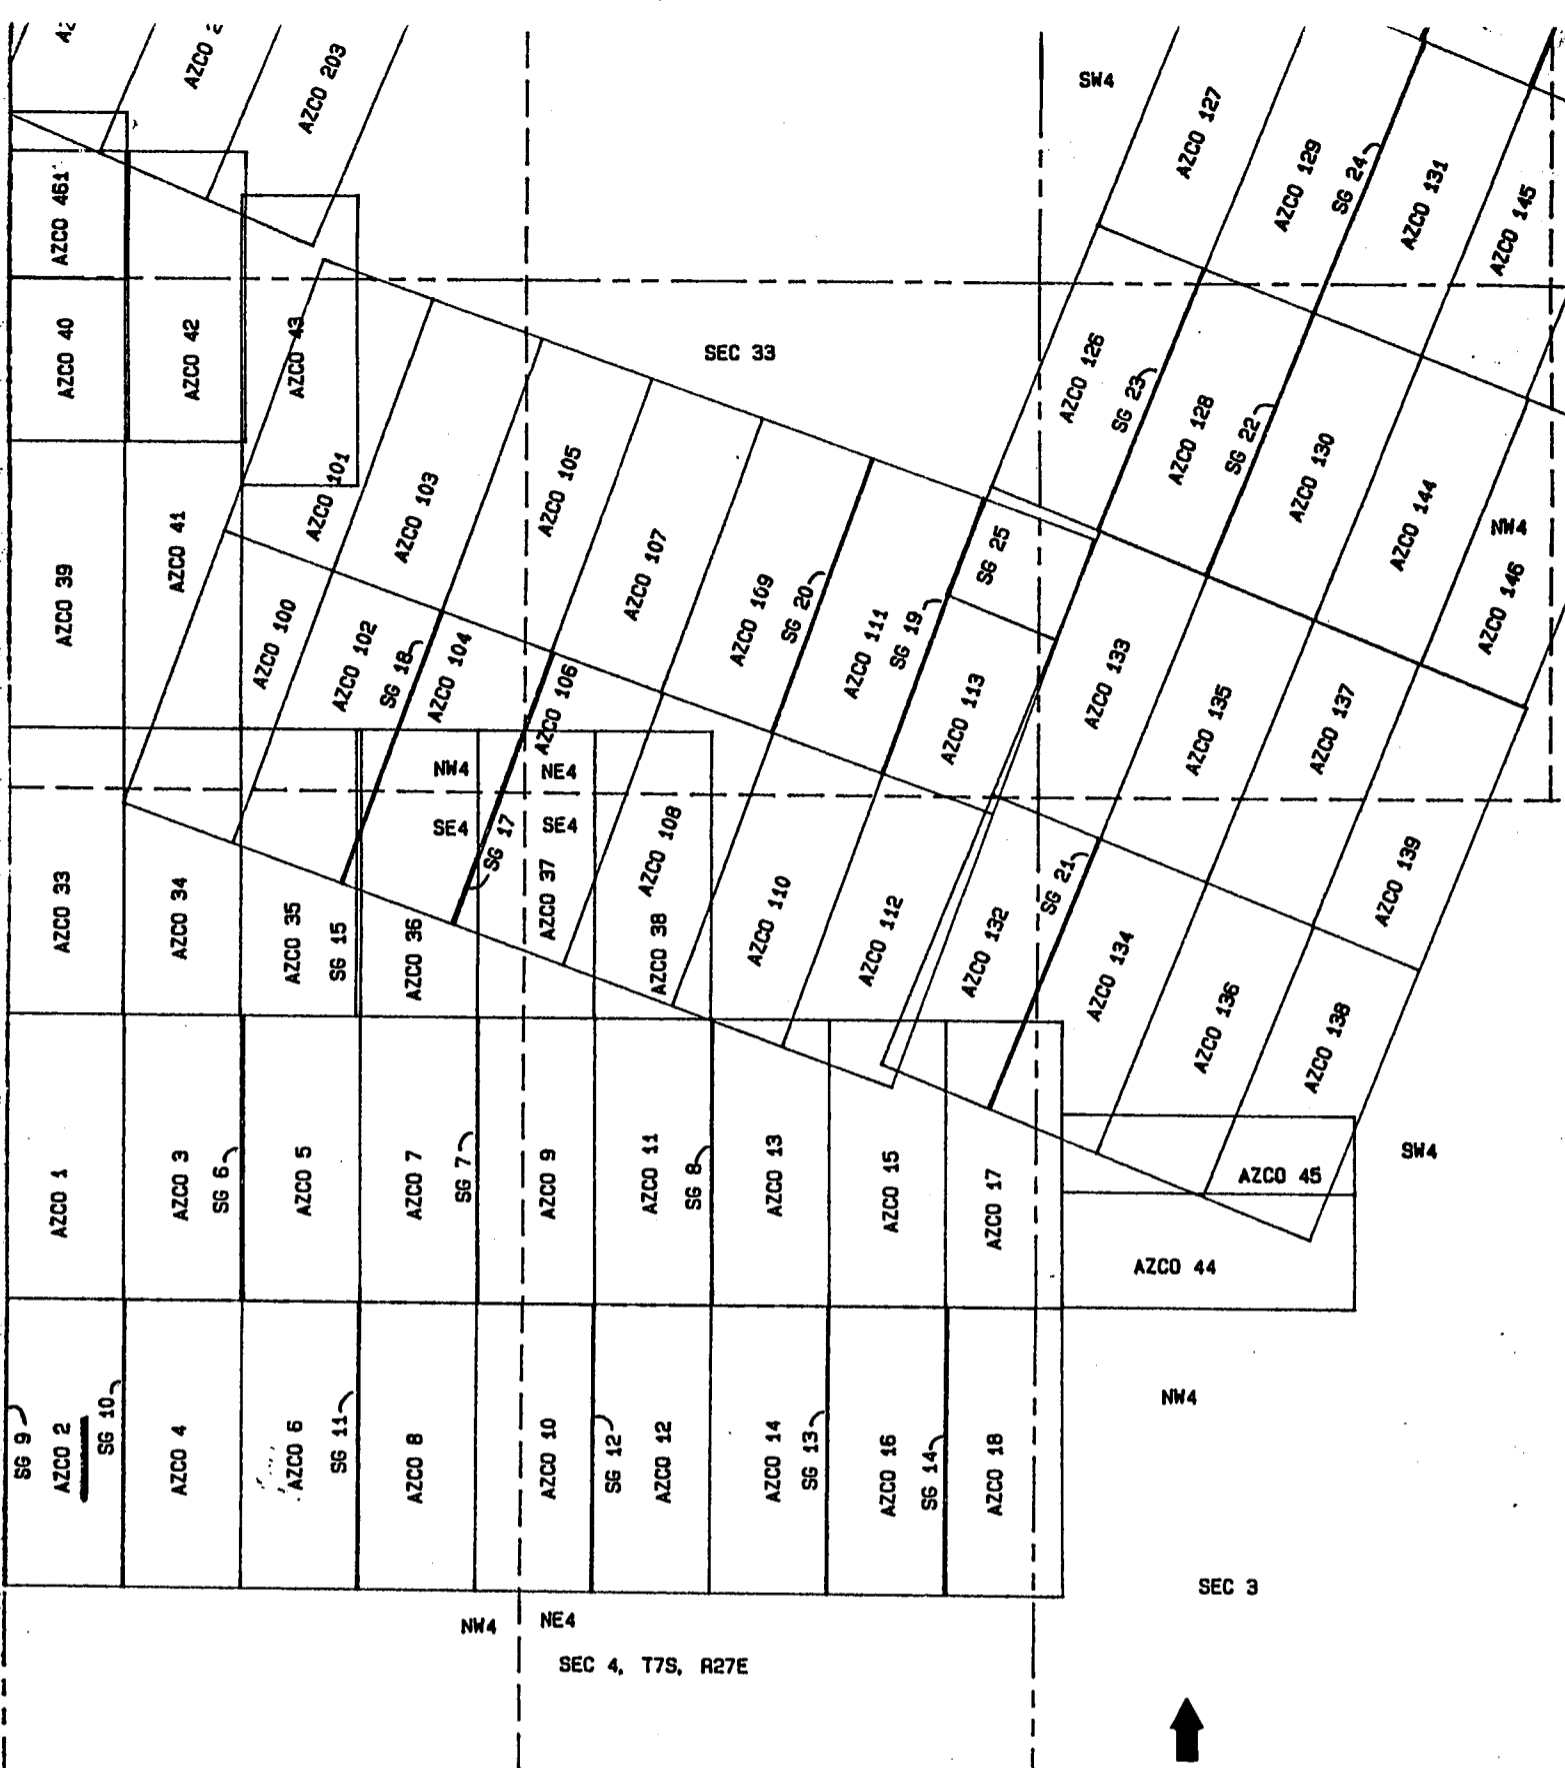 AZCO 203
SW4
AZCO 127
AZCO 129
SG 24
AZCO 131
AZCO 145
AZCO 461
AZCO 40
AZCO 42
AZCO 43
SEC 33
AZCO 126
SG 23
AZCO 128
SG 22
AZCO 130
AZCO 144
NW4
AZCO 146
AZCO 39
AZCO 41
AZCO 101
AZCO 103
AZCO 105
AZCO 107
AZCO 109
SG 20
AZCO 111
SG 19
SG 25
AZCO 113
AZCO 133
AZCO 135
AZCO 137
AZCO 139
AZCO 100
AZCO 102
SG 18
AZCO 104
AZCO 106
NW4
NE4
SE4
SE4
SG 17
AZCO 108
AZCO 110
AZCO 112
AZCO 132
SG 21
AZCO 134
AZCO 136
AZCO 138
AZCO 33
AZCO 34
AZCO 35
SG 15
AZCO 36
AZCO 37
AZCO 38
AZCO 1
AZCO 3
SG 6
AZCO 5
AZCO 7
SG 7
AZCO 9
AZCO 11
SG 8
AZCO 13
AZCO 15
AZCO 17
AZCO 45
SW4
AZCO 44
SG 9
AZCO 2
SG 10
AZCO 4
AZCO 6
SG 11
AZCO 8
AZCO 10
SG 12
AZCO 12
AZCO 14
SG 13
AZCO 16
SG 14
AZCO 18
NW4
SEC 3
NW4
NE4
SEC 4, T7S, R27E